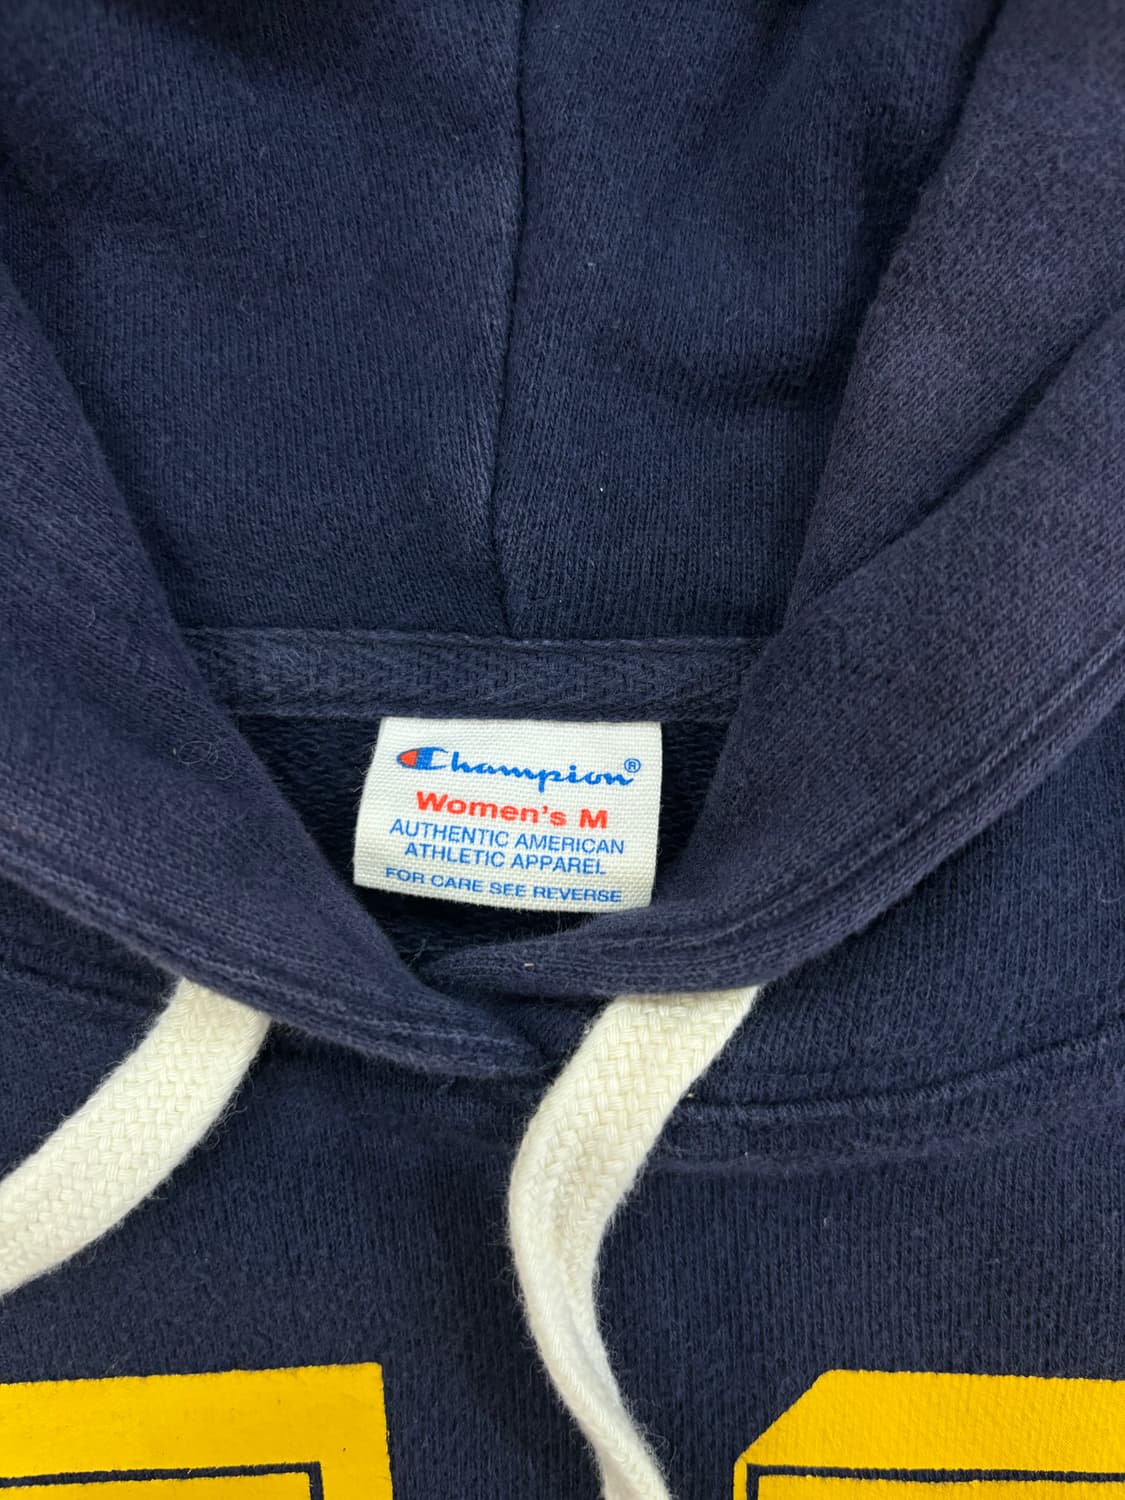 Champion®
Women's M
AUTHENTIC AMERICAN
ATHLETIC APPAREL
FOR CARE SEE REVERSE